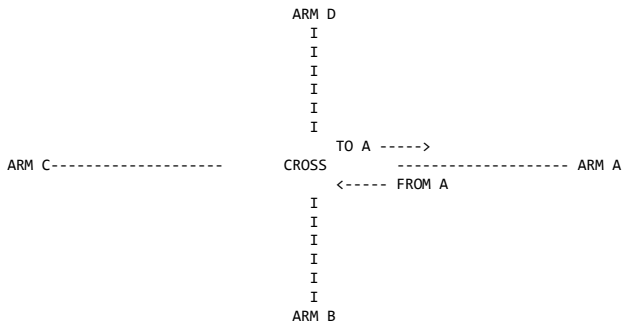 ARM D
I
I
I
I
I
I
TO A ----->
ARM C-------------------- CROSS -------------------- ARM A
<----- FROM A
I
I
I
I
I
I
ARM B